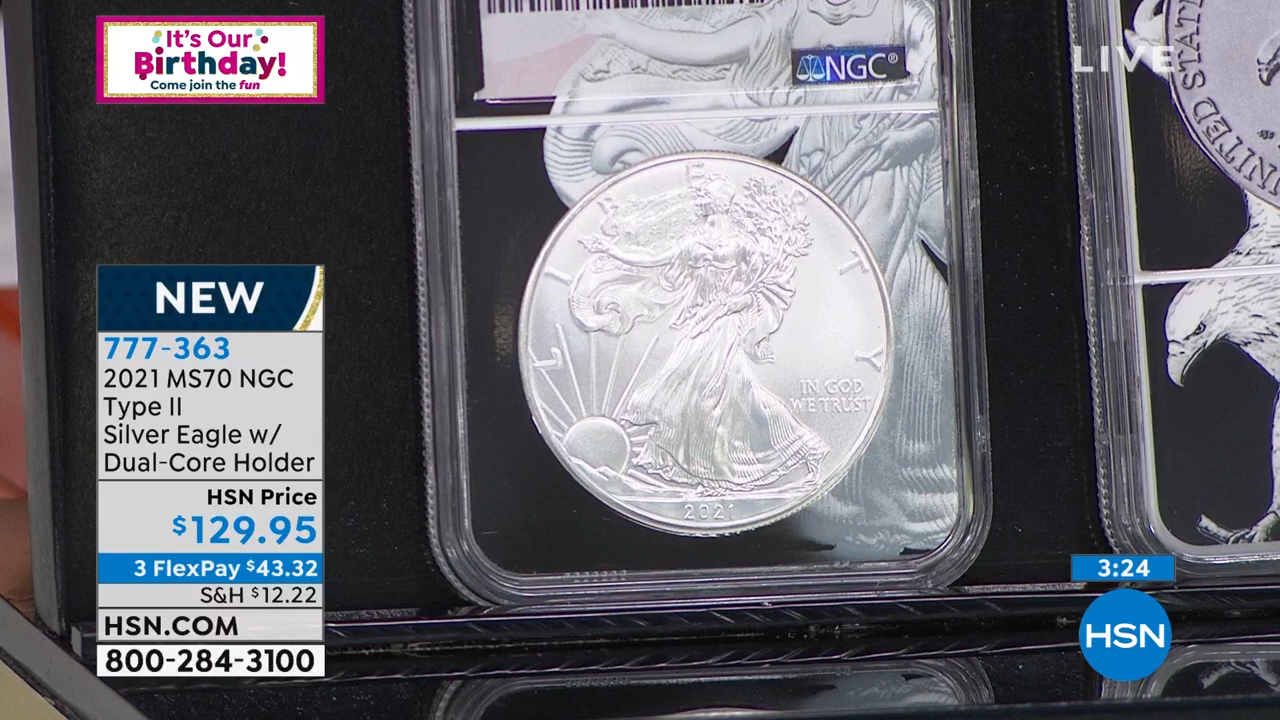 It's Our
Birthday!
Come join the fun
NEW
777-363
2021 MS70 NGC
Type II
Silver Eagle w/
Dual-Core Holder
HSN Price
$129.95
3 FlexPay $43.32
S&H $12.22
HSN.COM
800-284-3100
NGC®
LIBERTY
IN GOD
WE TRUST
2021
LIVE
UNITED STAT
3:24
HSN